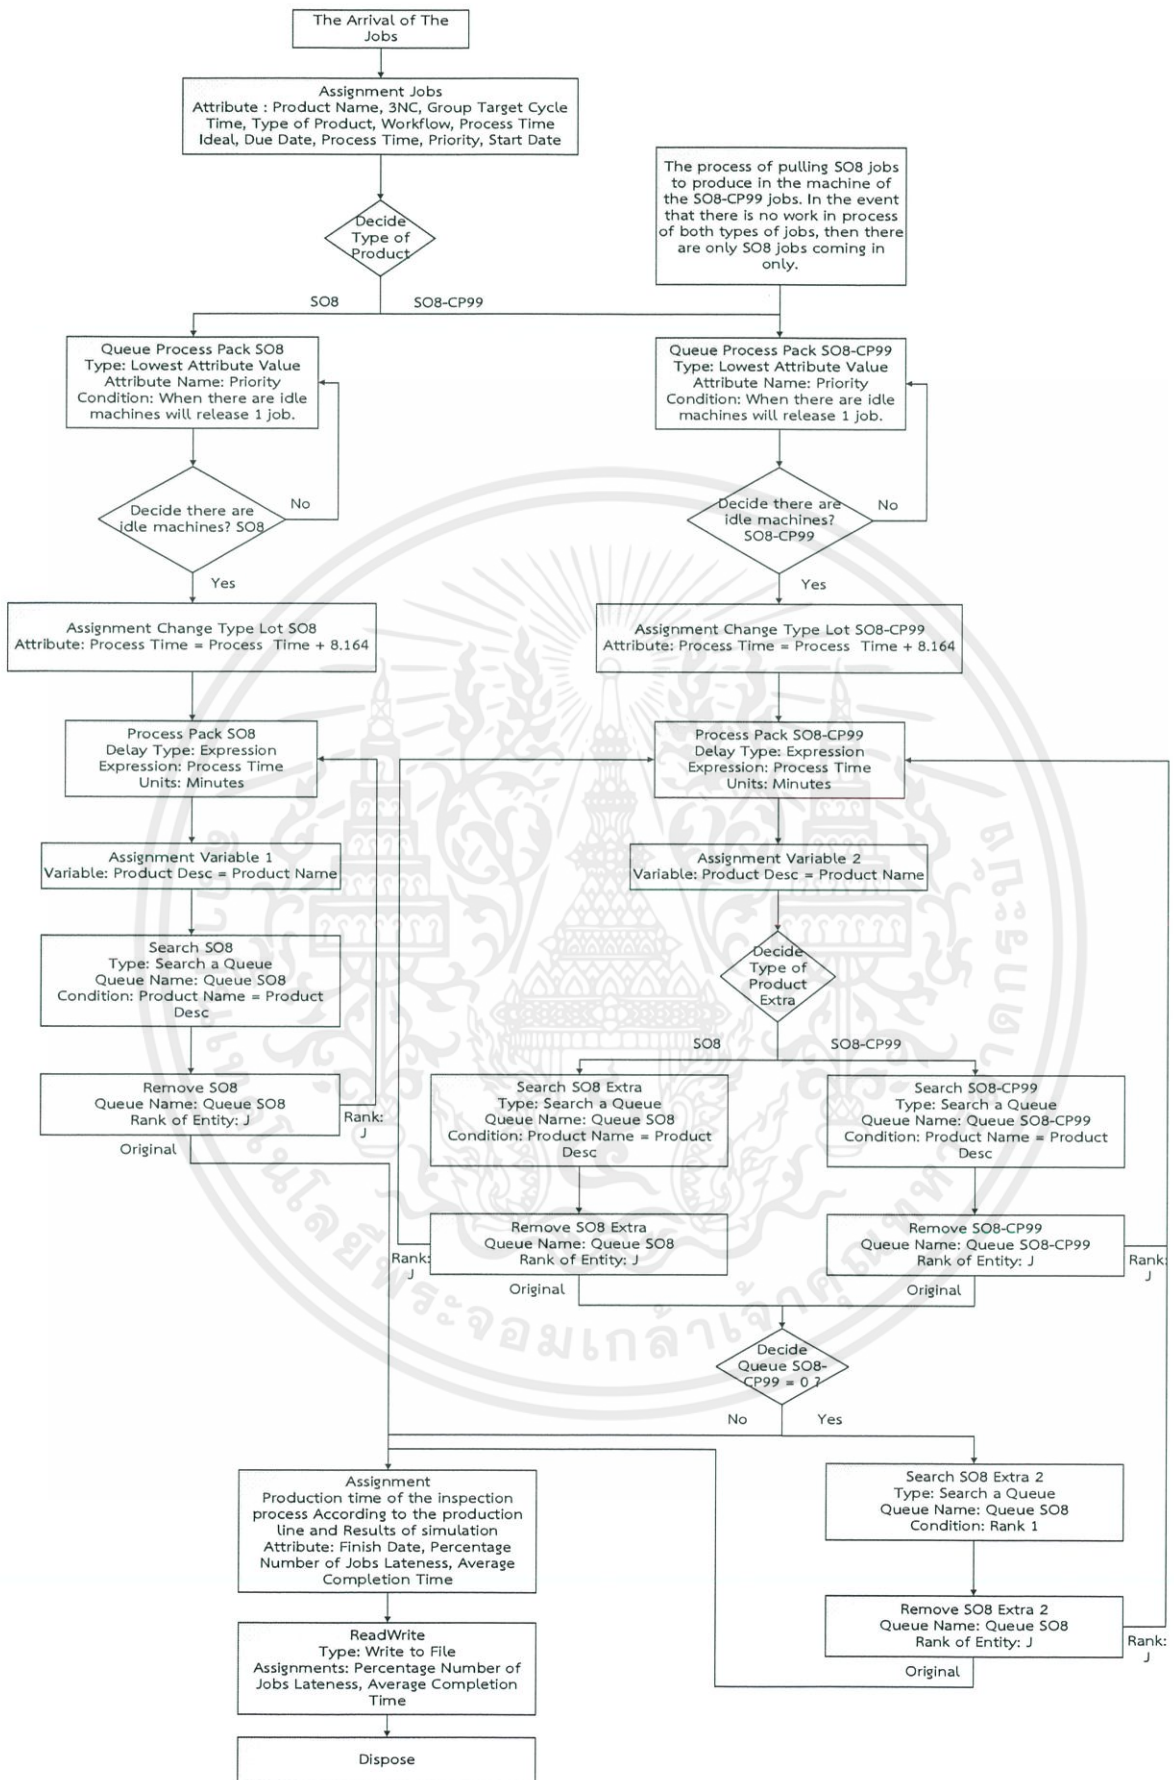 The Arrival of The
Jobs
Assignment Jobs
Attribute : Product Name, 3NC, Group Target Cycle
Time, Type of Product, Workflow, Process Time
Ideal, Due Date, Process Time, Priority, Start Date
The process of pulling SO8 jobs
to produce in the machine of
the SO8-CP99 jobs. In the event
that there is no work in process
of both types of jobs, then there
are only SO8 jobs coming in
only.
Decide
Type of
Product
SO8
SO8-CP99
Queue Process Pack SO8
Type: Lowest Attribute Value
Attribute Name: Priority
Condition: When there are idle
machines will release 1 job.
Queue Process Pack SO8-CP99
Type: Lowest Attribute Value
Attribute Name: Priority
Condition: When there are idle
machines will release 1 job.
Decide there are
idle machines? SO8
No
Decide there are
idle machines?
SO8-CP99
No
Yes
Yes
Assignment Change Type Lot SO8
Attribute: Process Time = Process Time + 8.164
Assignment Change Type Lot SO8-CP99
Attribute: Process Time = Process Time + 8.164
Process Pack SO8
Delay Type: Expression
Expression: Process Time
Units: Minutes
Process Pack SO8-CP99
Delay Type: Expression
Expression: Process Time
Units: Minutes
Assignment Variable 1
Variable: Product Desc = Product Name
Assignment Variable 2
Variable: Product Desc = Product Name
Search SO8
Type: Search a Queue
Queue Name: Queue SO8
Condition: Product Name = Product
Desc
Decide
Type of
Product
Extra
SO8
SO8-CP99
Remove SO8
Queue Name: Queue SO8
Rank of Entity: J
Rank:
J
Original
Search SO8 Extra
Type: Search a Queue
Queue Name: Queue SO8
Condition: Product Name = Product
Desc
Search SO8-CP99
Type: Search a Queue
Queue Name: Queue SO8-CP99
Condition: Product Name = Product
Desc
Remove SO8 Extra
Queue Name: Queue SO8
Rank of Entity: J
Rank:
J
Original
Remove SO8-CP99
Queue Name: Queue SO8-CP99
Rank of Entity: J
Rank:
J
Original
พระจอมเกล้าเจ้าคุณทหาร
Decide
Queue SO8-
CP99 = 0 ?
No
Yes
Assignment
Production time of the inspection
process According to the production
line and Results of simulation
Attribute: Finish Date, Percentage
Number of Jobs Lateness, Average
Completion Time
Search SO8 Extra 2
Type: Search a Queue
Queue Name: Queue SO8
Condition: Rank 1
Remove SO8 Extra 2
Queue Name: Queue SO8
Rank of Entity: J
Rank:
J
Original
ReadWrite
Type: Write to File
Assignments: Percentage Number of
Jobs Lateness, Average Completion
Time
Dispose